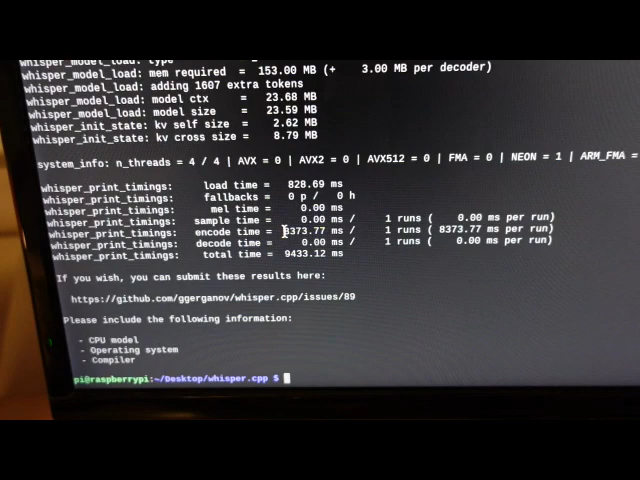 whisper_model_load: type =
whisper_model_load: mem required = 153.00 MB (+ 3.00 MB per decoder)
whisper_model_load: adding 1607 extra tokens
whisper_model_load: model ctx = 23.68 MB
whisper_model_load: model size = 23.59 MB
whisper_init_state: kv self size = 2.62 MB
whisper_init_state: kv cross size = 8.79 MB
system_info: n_threads = 4 / 4 | AVX = 0 | AVX2 = 0 | AVX512 = 0 | FMA = 0 | NEON = 1 | ARM_FMA =
whisper_print_timings: load time = 828.69 ms
whisper_print_timings: fallbacks = 0 p / 0 h
whisper_print_timings: mel time = 0.00 ms
whisper_print_timings: sample time = 0.00 ms / 1 runs ( 0.00 ms per run)
whisper_print_timings: encode time = 8373.77 ms / 1 runs ( 8373.77 ms per run)
whisper_print_timings: decode time = 0.00 ms / 1 runs ( 0.00 ms per run)
whisper_print_timings: total time = 9433.12 ms
If you wish, you can submit these results here:
https://github.com/ggerganov/whisper.cpp/issues/89
Please include the following information:
- CPU model
- Operating system
- Compiler
pi@raspberrypi:~/Desktop/whisper.cpp $